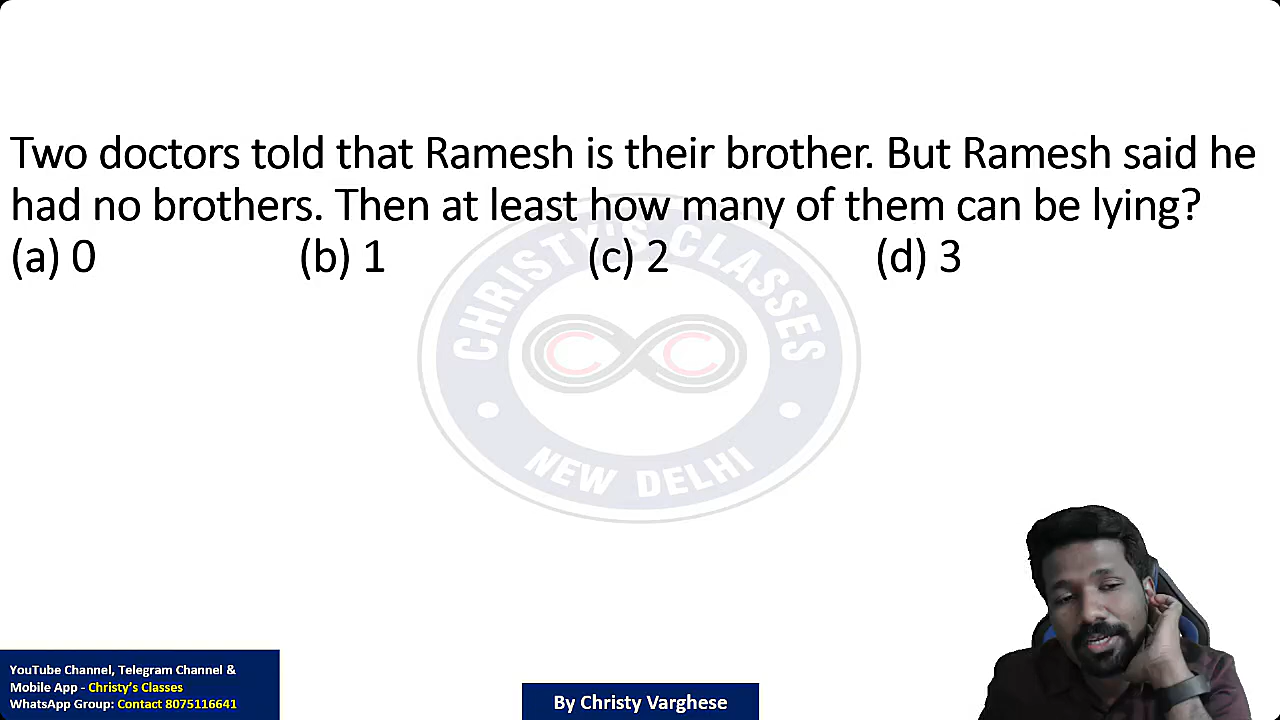 Two doctors told that Ramesh is their brother. But Ramesh said he
had no brothers. Then at least how many of them can be lying?
(a) 0 (b) 1 (c) 2 (d) 3
CHRISTY'S CLASSES
CC
NEW DELHI
YouTube Channel, Telegram Channel &
Mobile App - Christy's Classes
WhatsApp Group: Contact 8075116641
By Christy Varghese